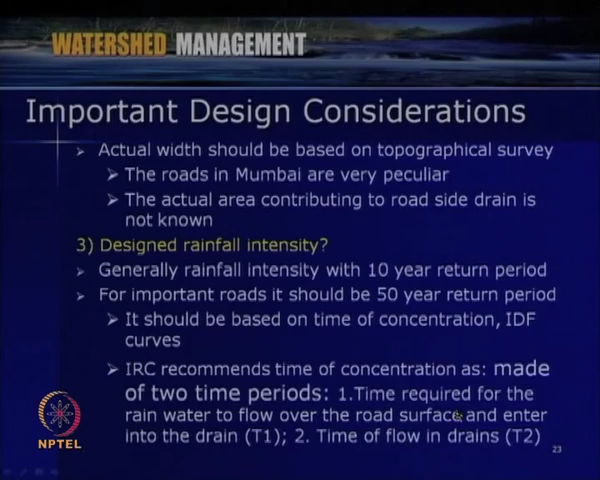 WATERSHED MANAGEMENT
Important Design Considerations
Actual width should be based on topographical survey
The roads in Mumbai are very peculiar
The actual area contributing to road side drain is
not known
3) Designed rainfall intensity?
Generally rainfall intensity with 10 year return period
For important roads it should be 50 year return period
It should be based on time of concentration, IDF
curves
IRC recommends time of concentration as: made
of two time periods: 1.Time required for the
rain water to flow over the road surface and enter
into the drain (T1); 2. Time of flow in drains (T2)
NPTEL
23